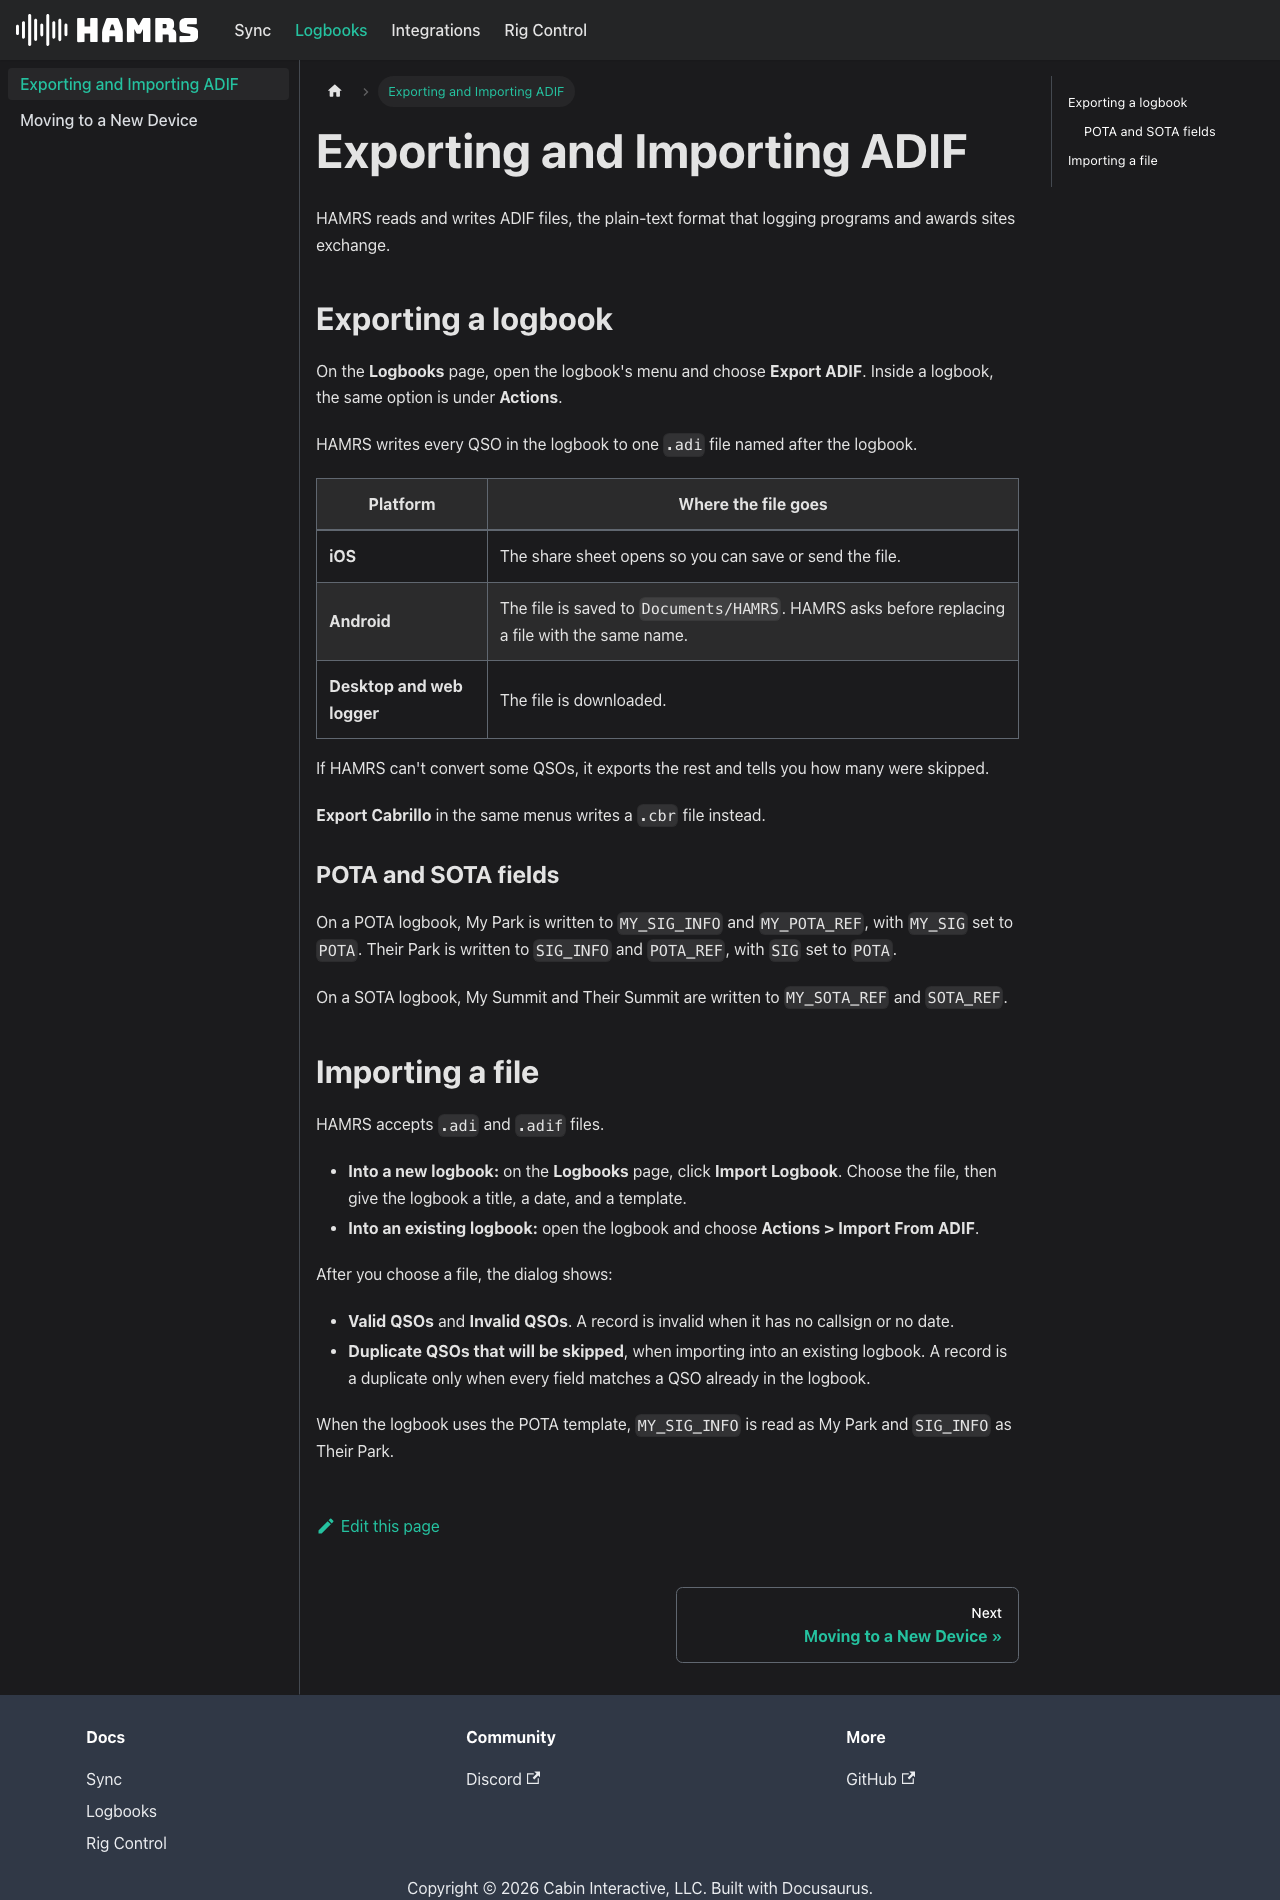 HAMRS
Sync
Logbooks
Integrations
Rig Control
Exporting and Importing ADIF
Moving to a New Device
Exporting and Importing ADIF
Exporting and Importing ADIF
HAMRS reads and writes ADIF files, the plain-text format that logging programs and awards sites
exchange.
Exporting a logbook
On the Logbooks page, open the logbook's menu and choose Export ADIF. Inside a logbook,
the same option is under Actions.
HAMRS writes every QSO in the logbook to one .adi file named after the logbook.
Platform
Where the file goes
iOS
The share sheet opens so you can save or send the file.
Android
The file is saved to Documents/HAMRS. HAMRS asks before replacing
a file with the same name.
Desktop and web
logger
The file is downloaded.
If HAMRS can't convert some QSOs, it exports the rest and tells you how many were skipped.
Export Cabrillo in the same menus writes a .cbr file instead.
POTA and SOTA fields
On a POTA logbook, My Park is written to MY_SIG_INFO and MY_POTA_REF, with MY_SIG set to
POTA. Their Park is written to SIG_INFO and POTA_REF, with SIG set to POTA.
On a SOTA logbook, My Summit and Their Summit are written to MY_SOTA_REF and SOTA_REF.
Importing a file
HAMRS accepts .adi and .adif files.
• Into a new logbook: on the Logbooks page, click Import Logbook. Choose the file, then
give the logbook a title, a date, and a template.
• Into an existing logbook: open the logbook and choose Actions > Import From ADIF.
After you choose a file, the dialog shows:
• Valid QSOs and Invalid QSOs. A record is invalid when it has no callsign or no date.
• Duplicate QSOs that will be skipped, when importing into an existing logbook. A record is
a duplicate only when every field matches a QSO already in the logbook.
When the logbook uses the POTA template, MY_SIG_INFO is read as My Park and SIG_INFO as
Their Park.
Edit this page
Next
Moving to a New Device »
Exporting a logbook
POTA and SOTA fields
Importing a file
Docs
Sync
Logbooks
Rig Control
Community
Discord
More
GitHub
Copyright © 2026 Cabin Interactive, LLC. Built with Docusaurus.